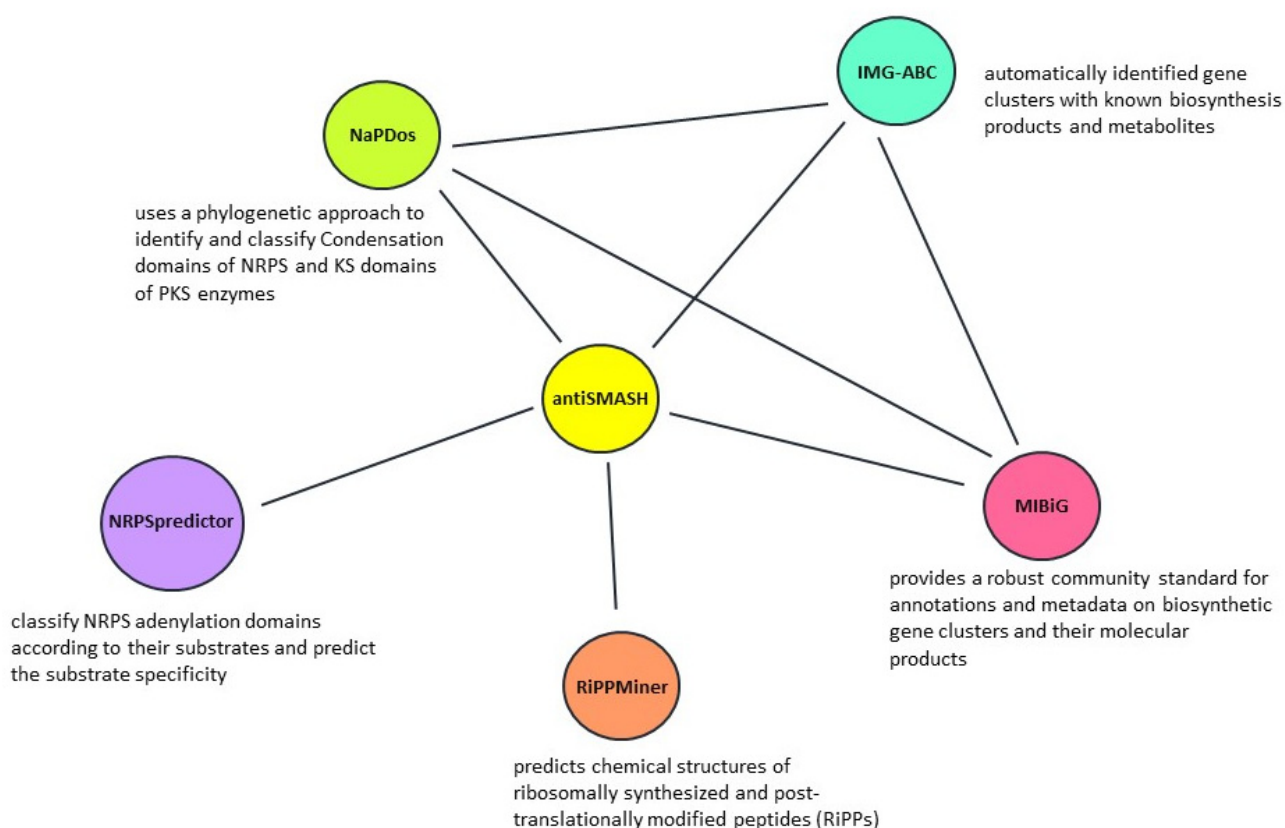 IMG-ABC
automatically identified gene
clusters with known biosynthesis
products and metabolites
NaPDos
uses a phylogenetic approach to
identify and classify Condensation
domains of NRPS and KS domains
of PKS enzymes
antiSMASH
NRPSpredictor
classify NRPS adenylation domains
according to their substrates and predict
the substrate specificity
MIBiG
provides a robust community standard for
annotations and metadata on biosynthetic
gene clusters and their molecular
products
RiPPMiner
predicts chemical structures of
ribosomally synthesized and post-
translationally modified peptides (RiPPs)